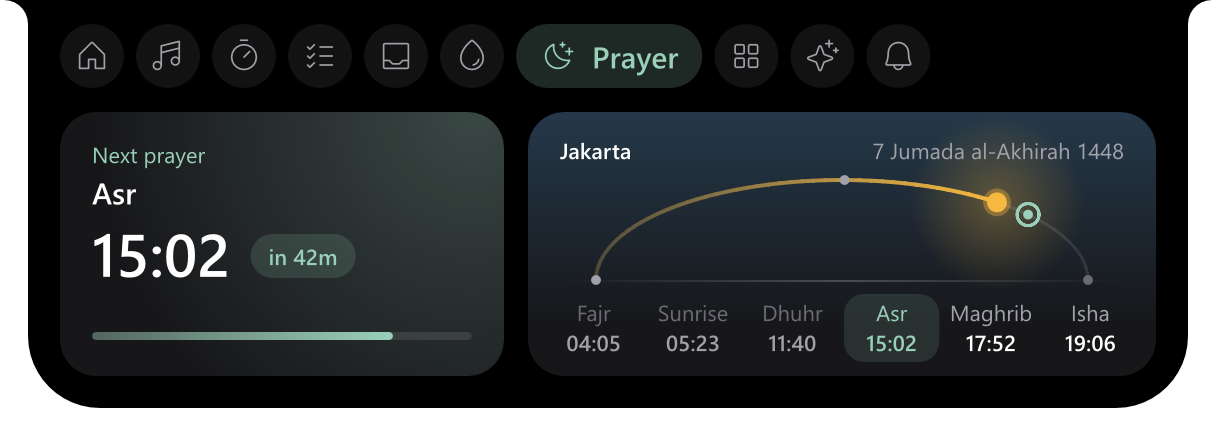 Prayer
Next prayer
Asr
15:02
in 42m
Jakarta
7 Jumada al-Akhirah 1448
Fajr
04:05
Sunrise
05:23
Dhuhr
11:40
Asr
15:02
Maghrib
17:52
Isha
19:06